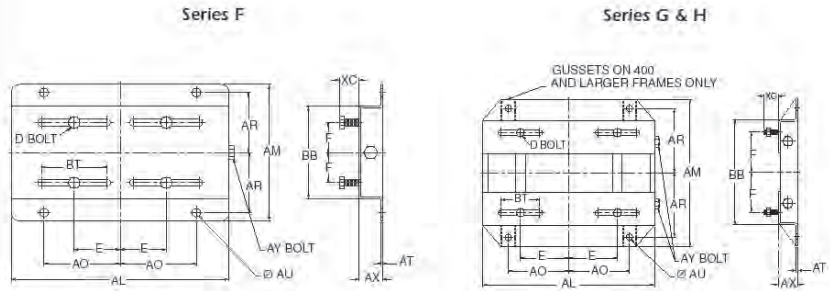 Series F
Series G & H
XC
D BOLT
BT
AR
AM
AR
BB
F
F
E
E
AO
AO
AL
AY BOLT
Ø AU
AX
AT
GUSSETS ON 400
AND LARGER FRAMES ONLY
XC
D BOLT
BT
AR
AM
AR
BB
F
F
E
E
AO
AO
AL
AY BOLT
Ø AU
AX
AT